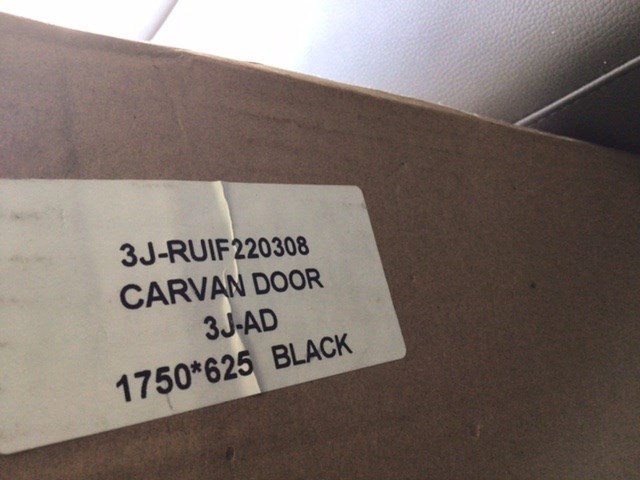 3J-RUIF220308
CARVAN DOOR
3J-AD
1750*625 BLACK